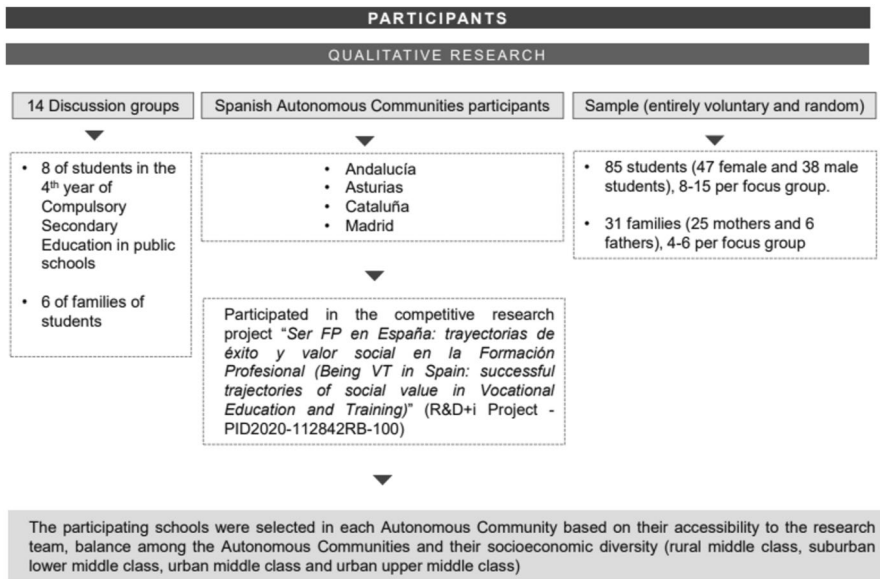 PARTICIPANTS
QUALITATIVE RESEARCH
14 Discussion groups
• 8 of students in the
4th year of
Compulsory
Secondary
Education in public
schools
• 6 of families of
students
Spanish Autonomous Communities participants
• Andalucía
• Asturias
• Cataluña
• Madrid
Participated in the competitive research
project “Ser FP en España: trayectorias de
éxito y valor social en la Formación
Profesional (Being VT in Spain: successful
trajectories of social value in Vocational
Education and Training)” (R&D+i Project -
PID2020-112842RB-100)
Sample (entirely voluntary and random)
• 85 students (47 female and 38 male
students), 8-15 per focus group.
• 31 families (25 mothers and 6
fathers), 4-6 per focus group
The participating schools were selected in each Autonomous Community based on their accessibility to the research
team, balance among the Autonomous Communities and their socioeconomic diversity (rural middle class, suburban
lower middle class, urban middle class and urban upper middle class)